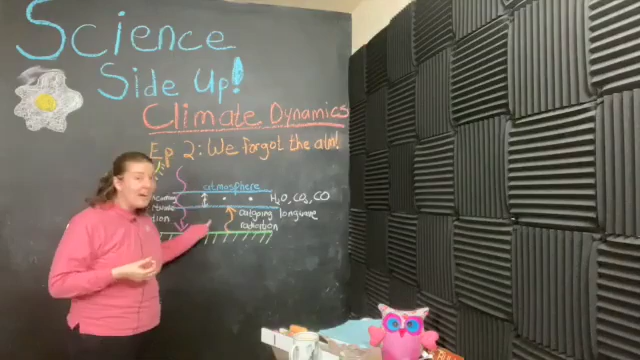 Science
Side Up!
Climate Dynamics
Ep 2: We forgot the atm!
atmosphere
H₂O, CO₂, CO
outgoing longwave
radiation